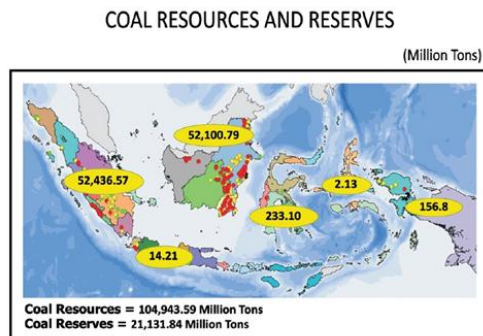 COAL RESOURCES AND RESERVES
(Million Tons)
52,100.79
52,436.57
2.13
156.8
233.10
14.21
Coal Resources = 104,943.59 Million Tons
Coal Reserves = 21,131.84 Million Tons